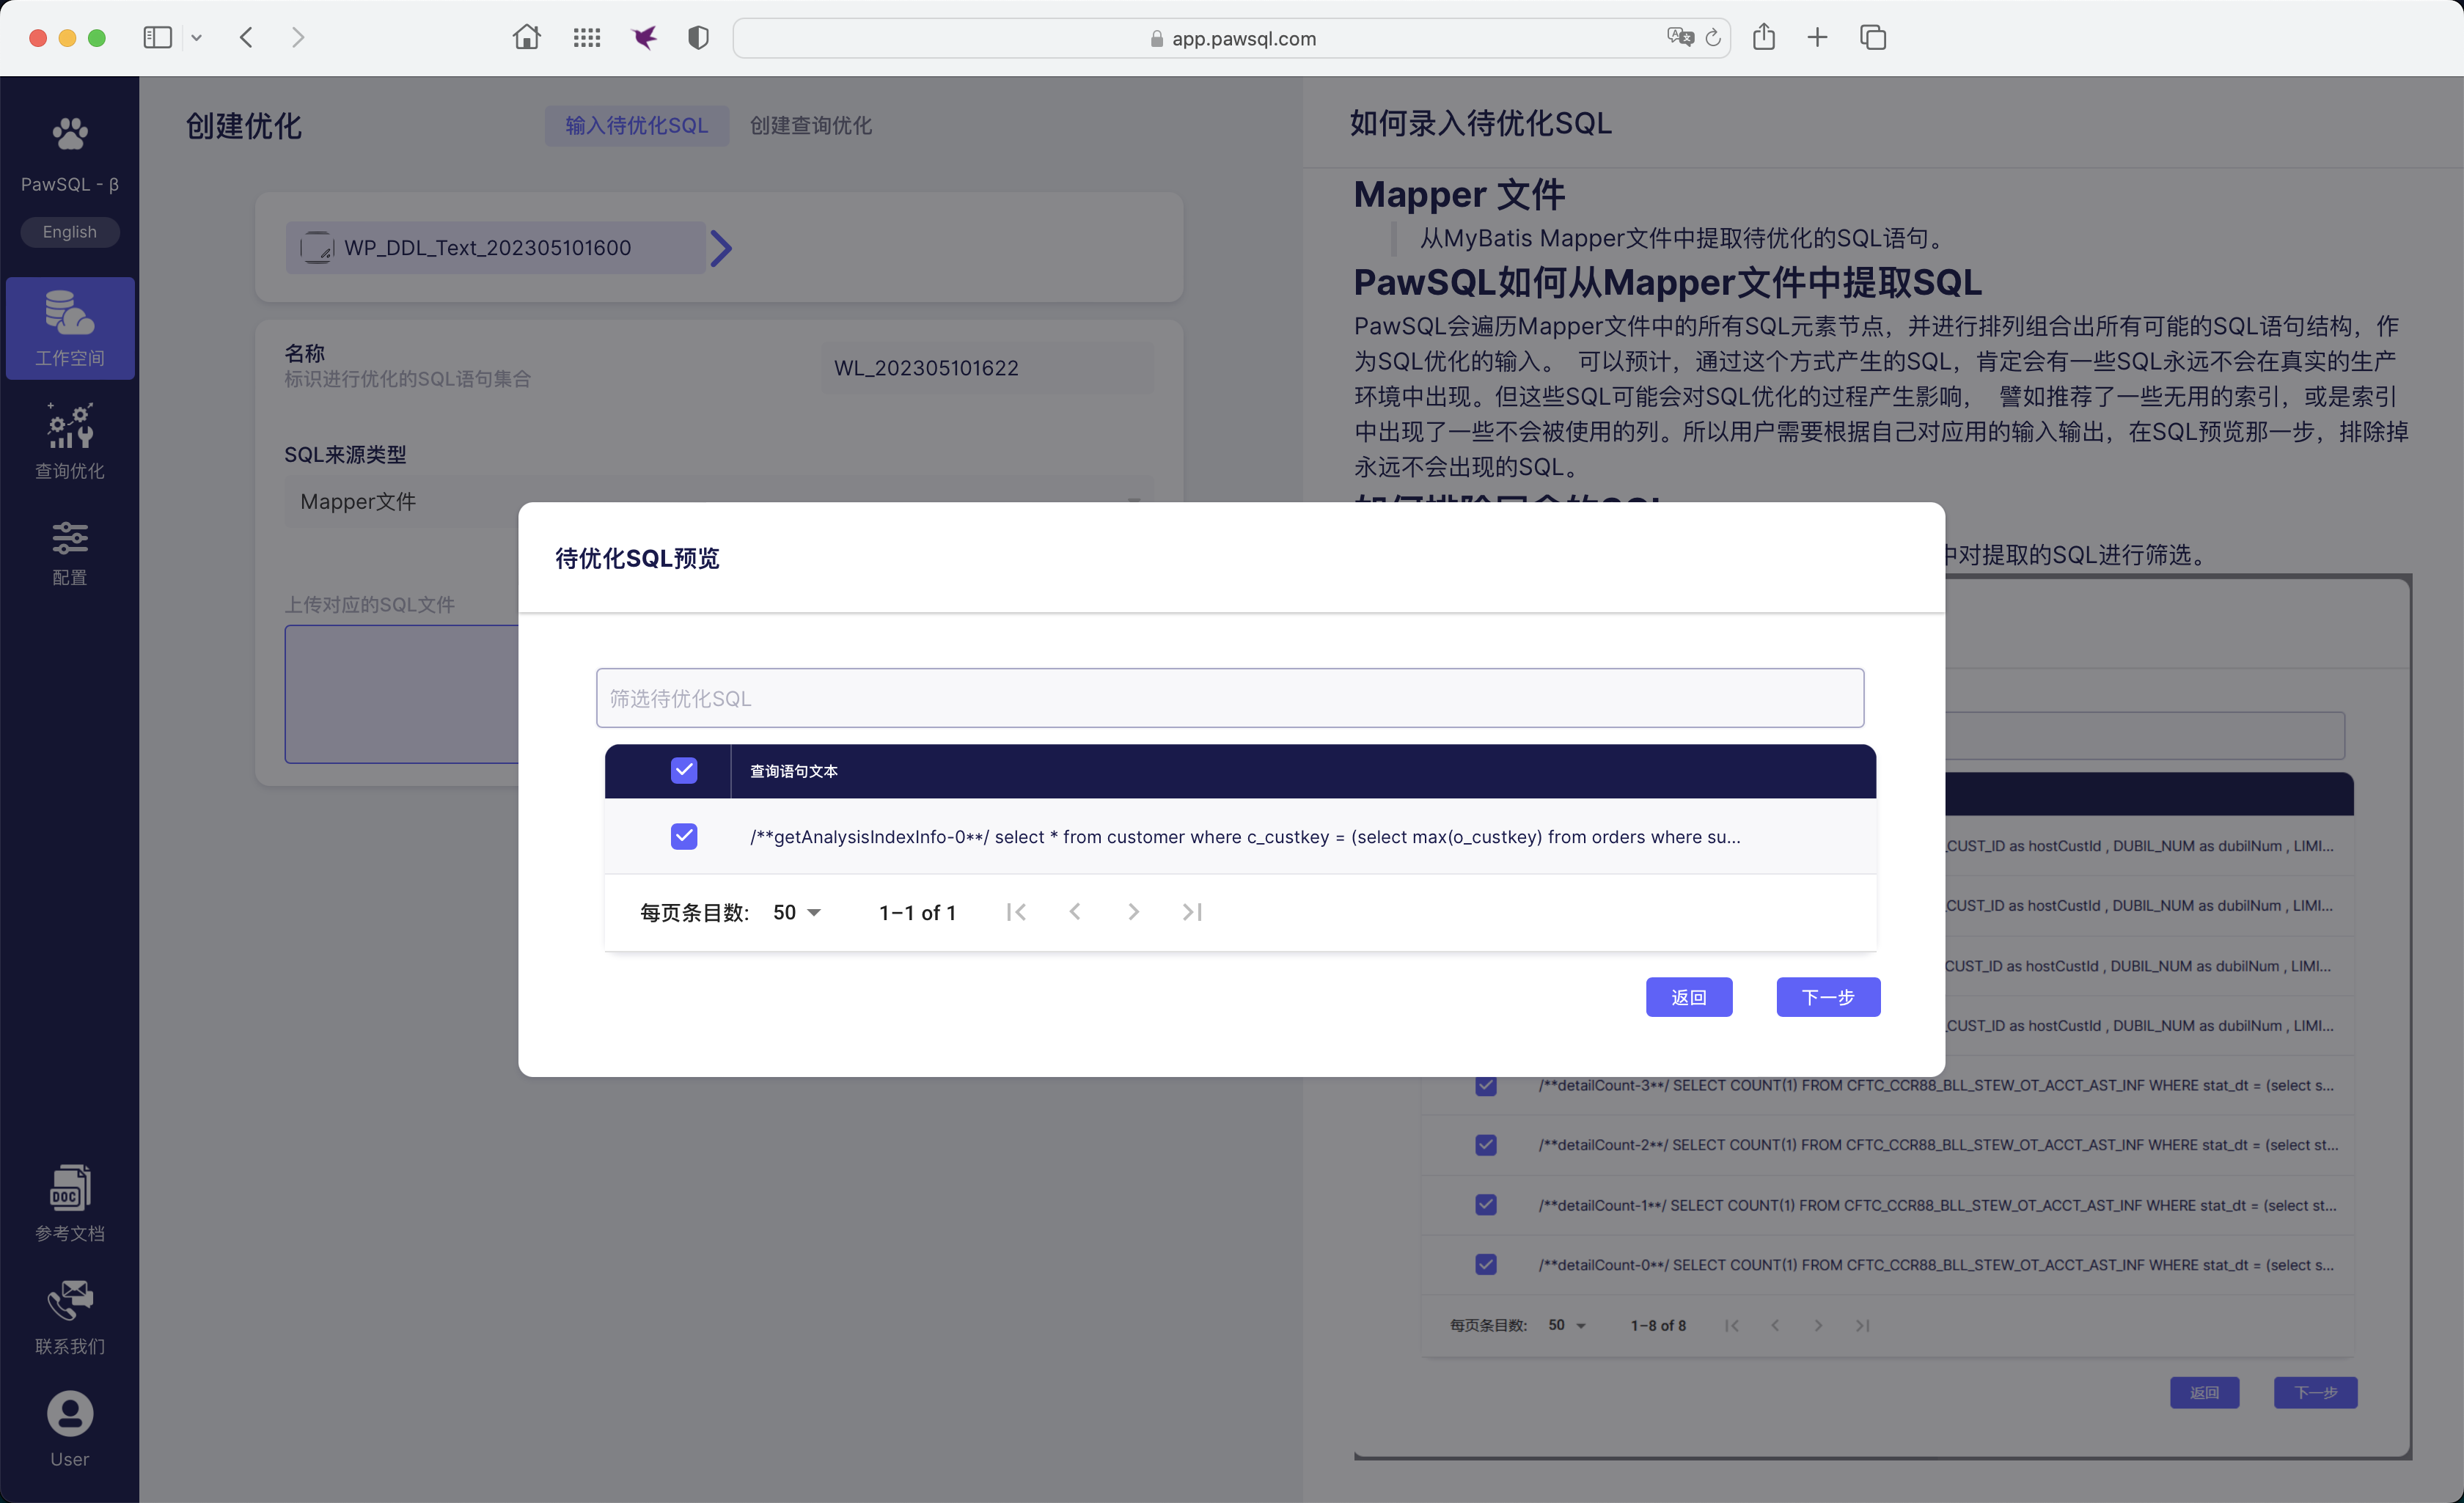 app.pawsql.com
PawSQL - β
English
工作空间
查询优化
配置
DOC
参考文档
联系我们
User
创建优化
输入待优化SQL
创建查询优化
WP_DDL_Text_202305101600
名称
标识进行优化的SQL语句集合
WL_202305101622
SQL来源类型
Mapper文件
上传对应的SQL文件
如何录入待优化SQL
Mapper 文件
从MyBatis Mapper文件中提取待优化的SQL语句。
PawSQL如何从Mapper文件中提取SQL
PawSQL会遍历Mapper文件中的所有SQL元素节点，并进行排列组合出所有可能的SQL语句结构，作
为SQL优化的输入。 可以预计，通过这个方式产生的SQL，肯定会有一些SQL永远不会在真实的生产
环境中出现。但这些SQL可能会对SQL优化的过程产生影响， 譬如推荐了一些无用的索引，或是索引
中出现了一些不会被使用的列。所以用户需要根据自己对应用的输入输出，在SQL预览那一步，排除掉
永远不会出现的SQL。
中对提取的SQL进行筛选。
待优化SQL预览
筛选待优化SQL
查询语句文本
/**getAnalysisIndexInfo-0**/ select * from customer where c_custkey = (select max(o_custkey) from orders where su...
每页条目数: 50 1–1 of 1
返回 下一步
_CUST_ID as hostCustId , DUBIL_NUM as dubilNum , LIMI...
CUST_ID as hostCustId , DUBIL_NUM as dubilNum , LIMI...
CUST_ID as hostCustId , DUBIL_NUM as dubilNum , LIMI...
_CUST_ID as hostCustId , DUBIL_NUM as dubilNum , LIMI...
/**detailCount-3**/ SELECT COUNT(1) FROM CFTC_CCR88_BLL_STEW_OT_ACCT_AST_INF WHERE stat_dt = (select s...
/**detailCount-2**/ SELECT COUNT(1) FROM CFTC_CCR88_BLL_STEW_OT_ACCT_AST_INF WHERE stat_dt = (select st...
/**detailCount-1**/ SELECT COUNT(1) FROM CFTC_CCR88_BLL_STEW_OT_ACCT_AST_INF WHERE stat_dt = (select st...
/**detailCount-0**/ SELECT COUNT(1) FROM CFTC_CCR88_BLL_STEW_OT_ACCT_AST_INF WHERE stat_dt = (select s...
每页条目数: 50 1–8 of 8
返回 下一步